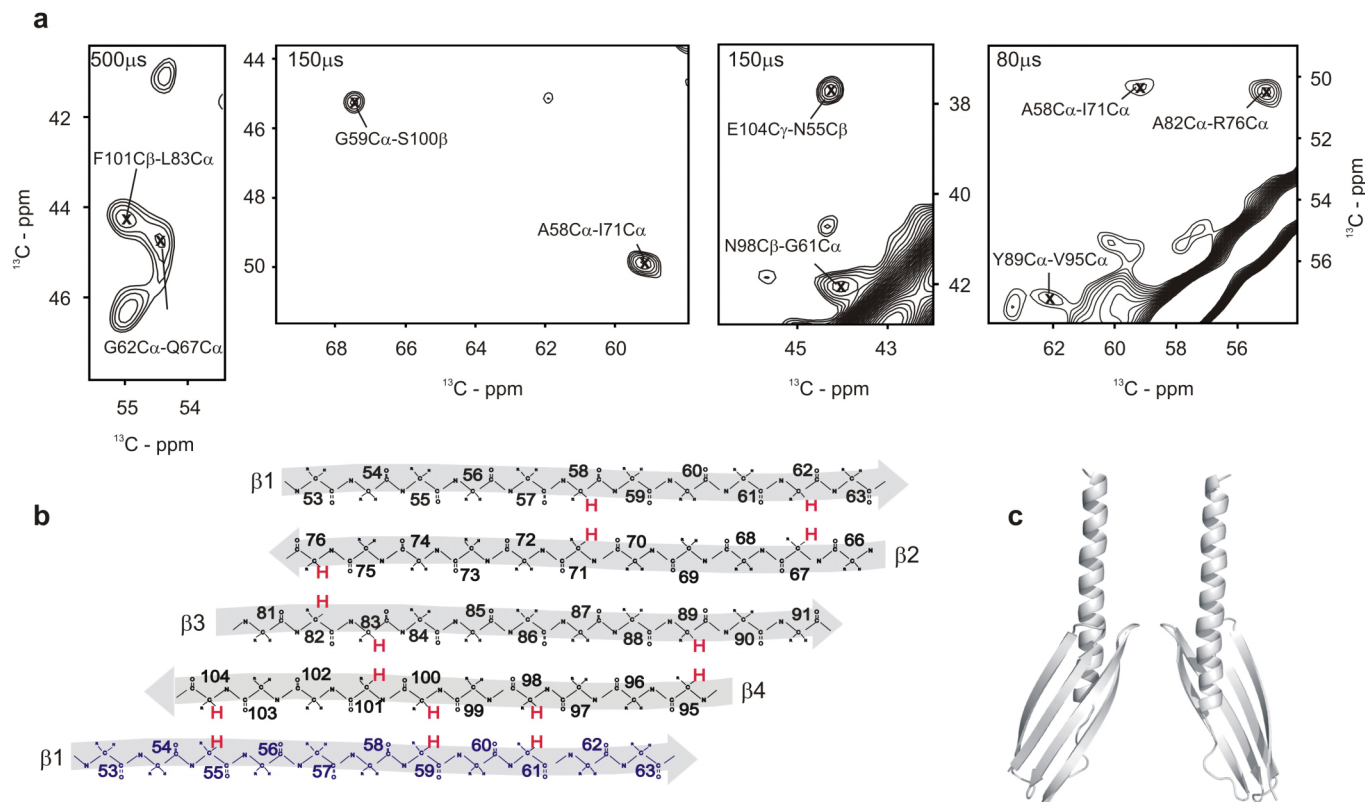 a
500μs
42
44
46
F101Cβ-L83Cα
G62Cα-Q67Cα
55 54
¹³C - ppm
¹³C - ppm
150μs
44
46
48
50
G59Cα-S100β
A58Cα-I71Cα
68 66 64 62 60
¹³C - ppm
150μs
E104Cγ-N55Cβ
N98Cβ-G61Cα
38
40
42
45 43
¹³C - ppm
80μs
A58Cα-I71Cα
A82Cα-R76Cα
Y89Cα-V95Cα
50
52
54
56
62 60 58 56
¹³C - ppm
¹³C - ppm
b
β1
54 56 58 60 62
53 55 57 59 61 63
H H
H H
76 74 72 70 68 66
75 73 71 69 67
β2
H
H
β3
81 83 85 87 89 91
82 84 86 88 90
H H
H H
104 102 100 98 96
103 101 99 97 95
β4
H H H
H H H
β1
54 56 58 60 62
53 55 57 59 61 63
c